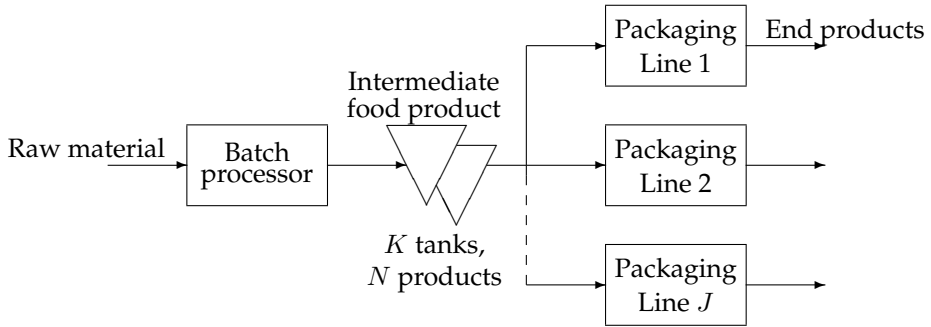 Raw material
Batch
processor
Intermediate
food product
K tanks,
N products
Packaging
Line 1
End products
Packaging
Line 2
Packaging
Line J